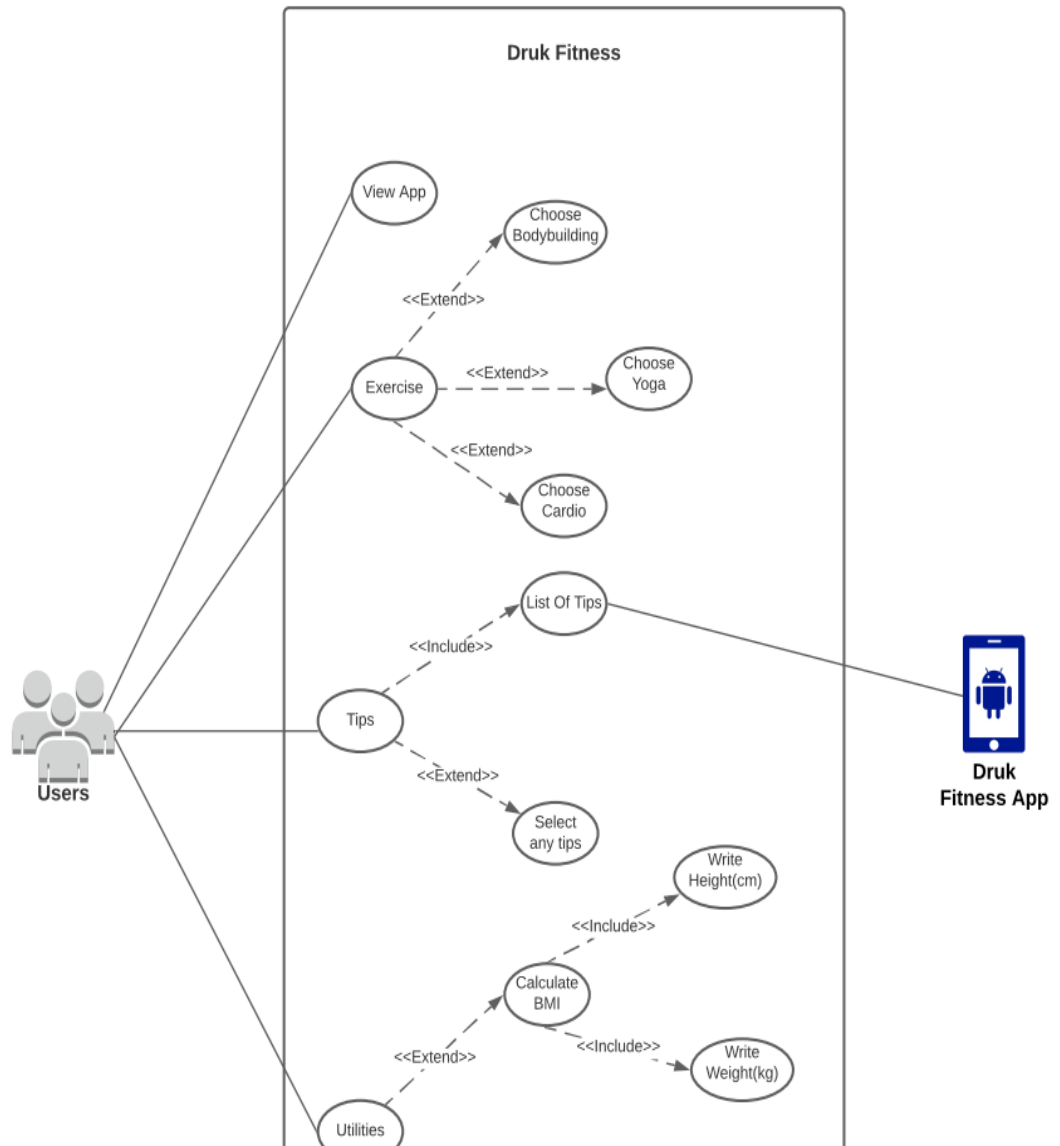 Druk Fitness
View App
Choose
Bodybuilding
<<Extend>>
Exercise
<<Extend>>
Choose
Yoga
<<Extend>>
Choose
Cardio
List Of Tips
<<Include>>
Tips
<<Extend>>
Select
any tips
Users
Druk
Fitness App
Write
Height(cm)
<<Include>>
Calculate
BMI
<<Include>>
Write
Weight(kg)
<<Extend>>
Utilities